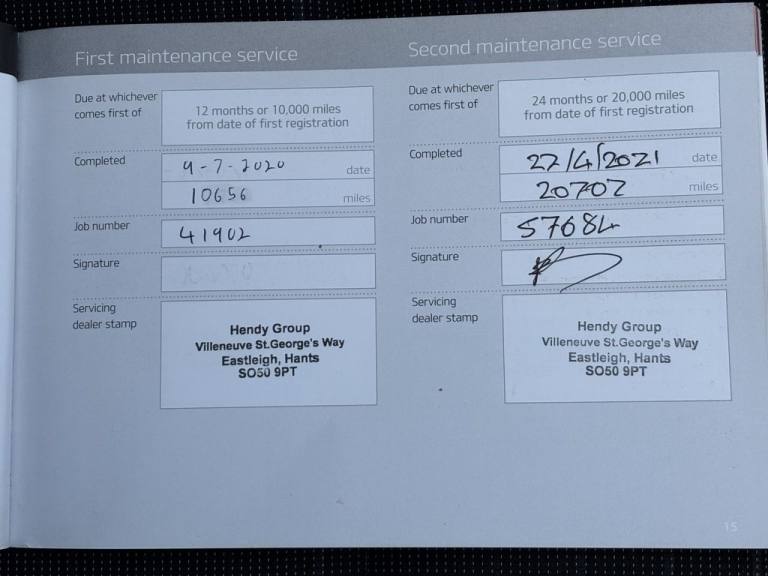 First maintenance service
Due at whichever
comes first of
12 months or 10,000 miles
from date of first registration
Completed
9-7-2020 date
10656 miles
Job number
41902
Signature
Servicing
dealer stamp
Hendy Group
Villeneuve St.George's Way
Eastleigh, Hants
SO50 9PT
Second maintenance service
Due at whichever
comes first of
24 months or 20,000 miles
from date of first registration
Completed
22/4/2021 date
20702 miles
Job number
57684
Signature
Servicing
dealer stamp
Hendy Group
Villeneuve St.George's Way
Eastleigh, Hants
SO50 9PT
15